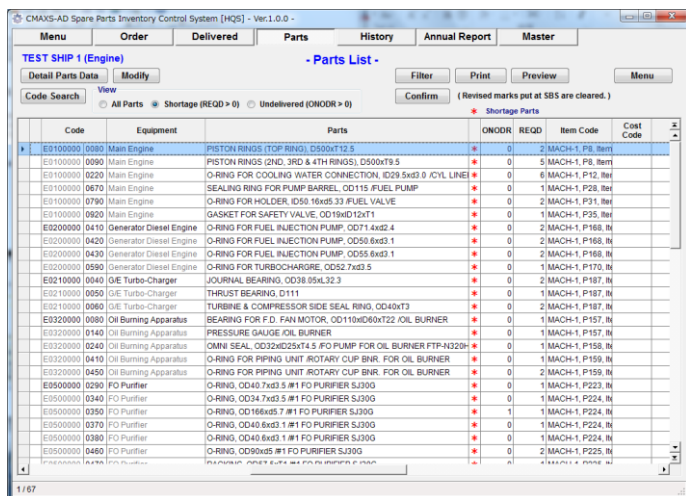 CMAXS-AD Spare Parts Inventory Control System [HQS] - Ver.1.0.0 -
Menu Order Delivered Parts History Annual Report Master
TEST SHIP 1 (Engine) - Parts List -
Detail Parts Data Modify Filter Print Preview Menu
Code Search View All Parts Shortage (REQD > 0) Undelivered (ONODR > 0) Confirm ( Revised marks put at SBS are cleared. )
* Shortage Parts
Code Equipment Parts ONODR REQD Item Code Cost Code
E0100000 0080 Main Engine PISTON RINGS (TOP RING), D500xT12.5 * 0 2 MACH-1, P8, Item
E0100000 0090 Main Engine PISTON RINGS (2ND, 3RD & 4TH RINGS), D500xT9.5 * 0 5 MACH-1, P8, Item
E0100000 0220 Main Engine O-RING FOR COOLING WATER CONNECTION, ID29.5xd3.0 /CYL LINE * 0 6 MACH-1, P12, Iter
E0100000 0670 Main Engine SEALING RING FOR PUMP BARREL, OD115 /FUEL PUMP * 0 1 MACH-1, P28, Iter
E0100000 0790 Main Engine O-RING FOR HOLDER, ID50.16xd5.33 /FUEL VALVE * 0 2 MACH-1, P31, Iter
E0100000 0920 Main Engine GASKET FOR SAFETY VALVE, OD19xID12xT1 * 0 1 MACH-1, P35, Iter
E0200000 0410 Generator Diesel Engine O-RING FOR FUEL INJECTION PUMP, OD71.4xd2.4 * 0 2 MACH-1, P168, It
E0200000 0420 Generator Diesel Engine O-RING FOR FUEL INJECTION PUMP, OD50.6xd3.1 * 0 2 MACH-1, P168, It
E0200000 0430 Generator Diesel Engine O-RING FOR FUEL INJECTION PUMP, OD55.6xd3.1 * 0 2 MACH-1, P168, It
E0200000 0590 Generator Diesel Engine O-RING FOR TURBOCHARGRE, OD52.7xd3.5 * 0 1 MACH-1, P170, It
E0210000 0040 G/E Turbo-Charger JOURNAL BEARING, OD38.05xL32.3 * 0 2 MACH-1, P187, It
E0210000 0050 G/E Turbo-Charger THRUST BEARING, D111 * 0 1 MACH-1, P187, It
E0210000 0060 G/E Turbo-Charger TURBINE & COMPRESSOR SIDE SEAL RING, OD40xT3 * 0 2 MACH-1, P187, It
E0320000 0080 Oil Burning Apparatus BEARING FOR F.D. FAN MOTOR, OD110xID60xT22 /OIL BURNER * 0 1 MACH-1, P157, It
E0320000 0140 Oil Burning Apparatus PRESSURE GAUGE /OIL BURNER * 0 1 MACH-1, P157, It
E0320000 0240 Oil Burning Apparatus OMNI SEAL, OD32xID25xT4.5 /FO PUMP FOR OIL BURNER FTP-N320H * 0 1 MACH-1, P158, It
E0320000 0410 Oil Burning Apparatus O-RING FOR PIPING UNIT /ROTARY CUP BNR. FOR OIL BURNER * 0 1 MACH-1, P159, It
E0320000 0450 Oil Burning Apparatus O-RING FOR PIPING UNIT /ROTARY CUP BNR. FOR OIL BURNER * 0 2 MACH-1, P159, It
E0500000 0290 FO Purifier O-RING, OD40.7xd3.5 /#1 FO PURIFIER SJ30G * 0 1 MACH-1, P223, It
E0500000 0340 FO Purifier O-RING, OD34.7xd3.5 /#1 FO PURIFIER SJ30G * 0 1 MACH-1, P224, It
E0500000 0350 FO Purifier O-RING, OD166xd5.7 /#1 FO PURIFIER SJ30G * 1 1 MACH-1, P224, It
E0500000 0370 FO Purifier O-RING, OD40.6xd3.1 /#1 FO PURIFIER SJ30G * 0 1 MACH-1, P224, It
E0500000 0380 FO Purifier O-RING, OD40.6xd3.1 /#1 FO PURIFIER SJ30G * 0 1 MACH-1, P224, It
E0500000 0460 FO Purifier O-RING, OD90xd5 /#1 FO PURIFIER SJ30G * 0 2 MACH-1, P225, It
1 / 67